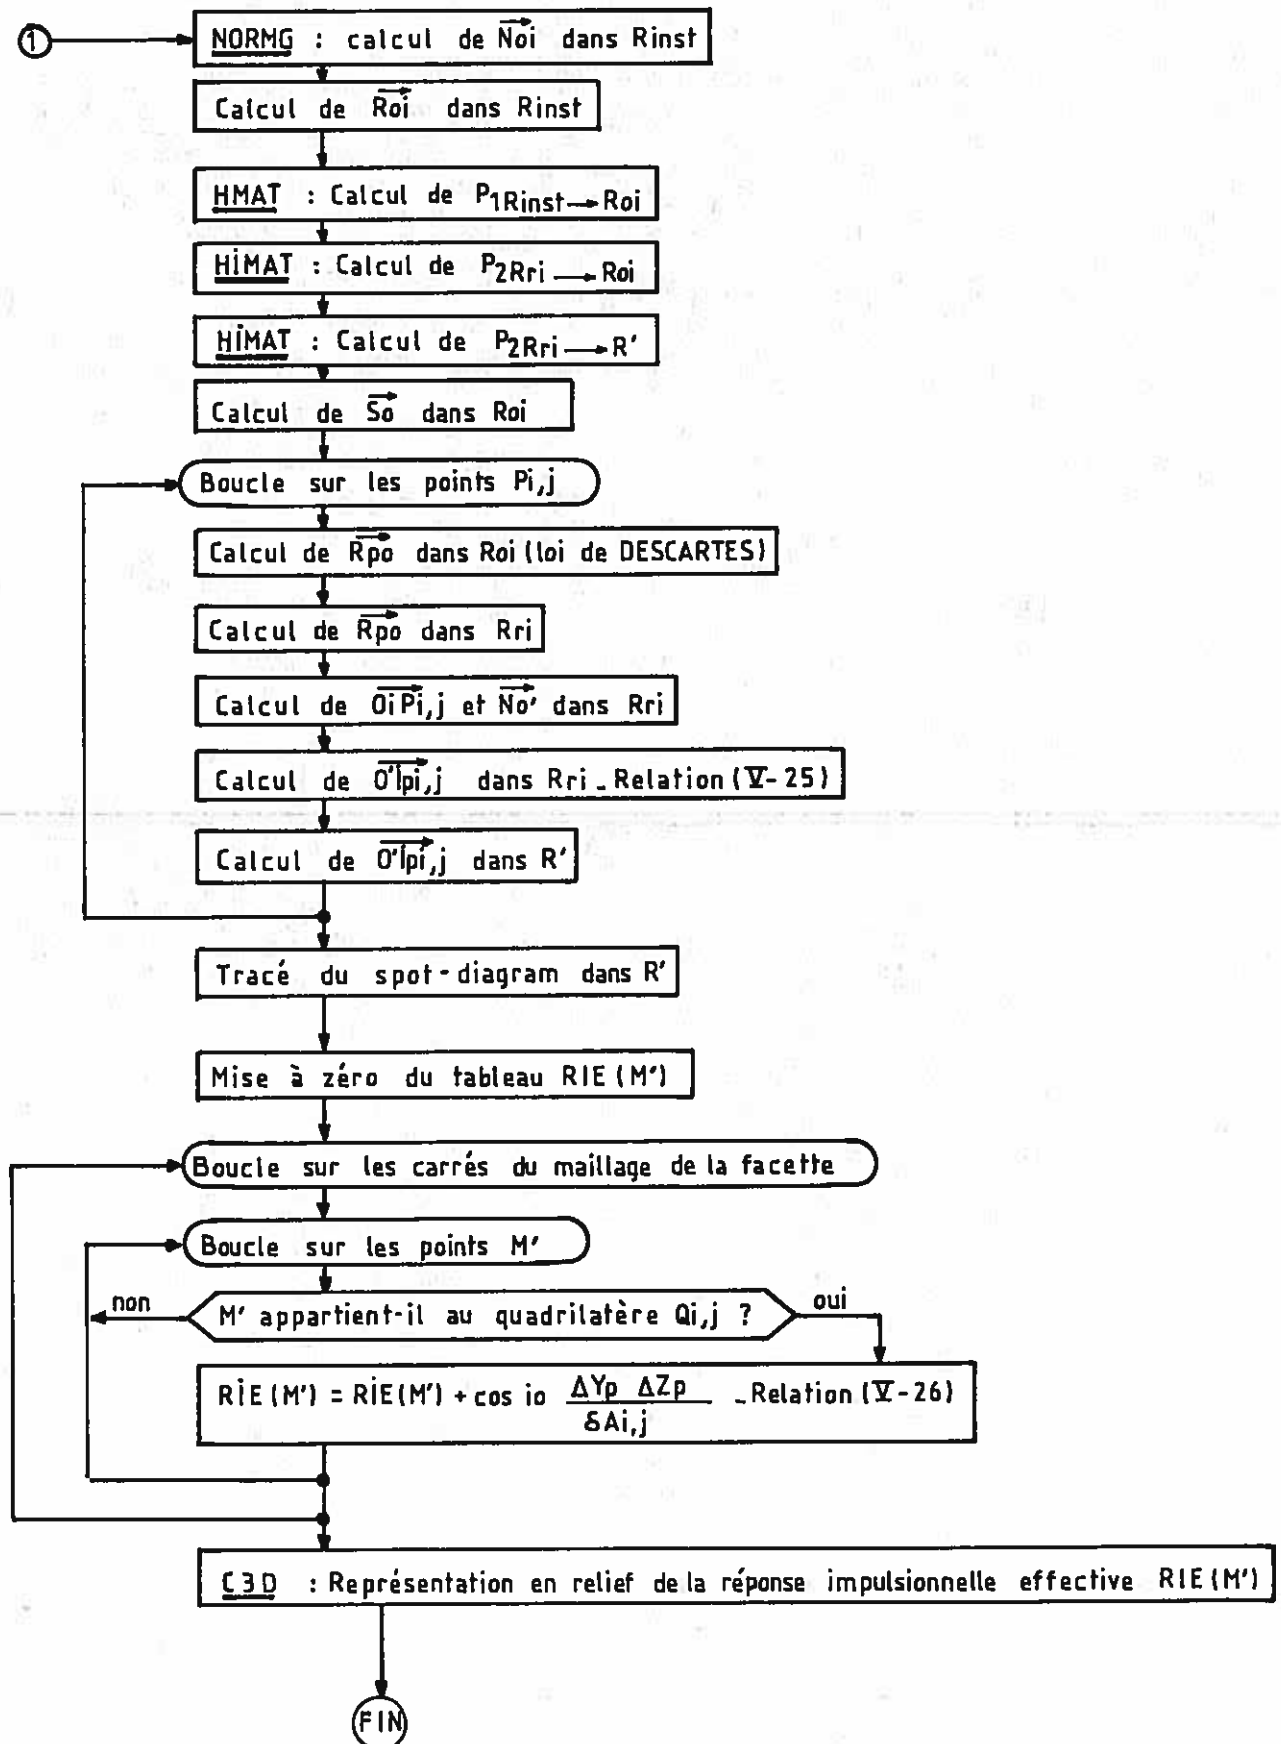 1
NORMG : calcul de Noi dans Rinst
Calcul de Roi dans Rinst
HMAT : Calcul de P1Rinst→Roi
HIMAT : Calcul de P2Rri→Roi
HIMAT : Calcul de P2Rri→R'
Calcul de So dans Roi
Boucle sur les points Pi,j
Calcul de Rpo dans Roi (loi de DESCARTES)
Calcul de Rpo dans Rri
Calcul de OiPi,j et No' dans Rri
Calcul de O'Ipi,j dans Rri - Relation (V-25)
Calcul de O'Ipi,j dans R'
Tracé du spot-diagram dans R'
Mise à zéro du tableau RIE (M')
Boucle sur les carrés du maillage de la facette
Boucle sur les points M'
non
M' appartient-il au quadrilatère Qi,j ?
oui
RIE (M') = RIE (M') + cos io ΔYp ΔZp / δAi,j - Relation (V-26)
C3D : Représentation en relief de la réponse impulsionnelle effective RIE (M')
FIN